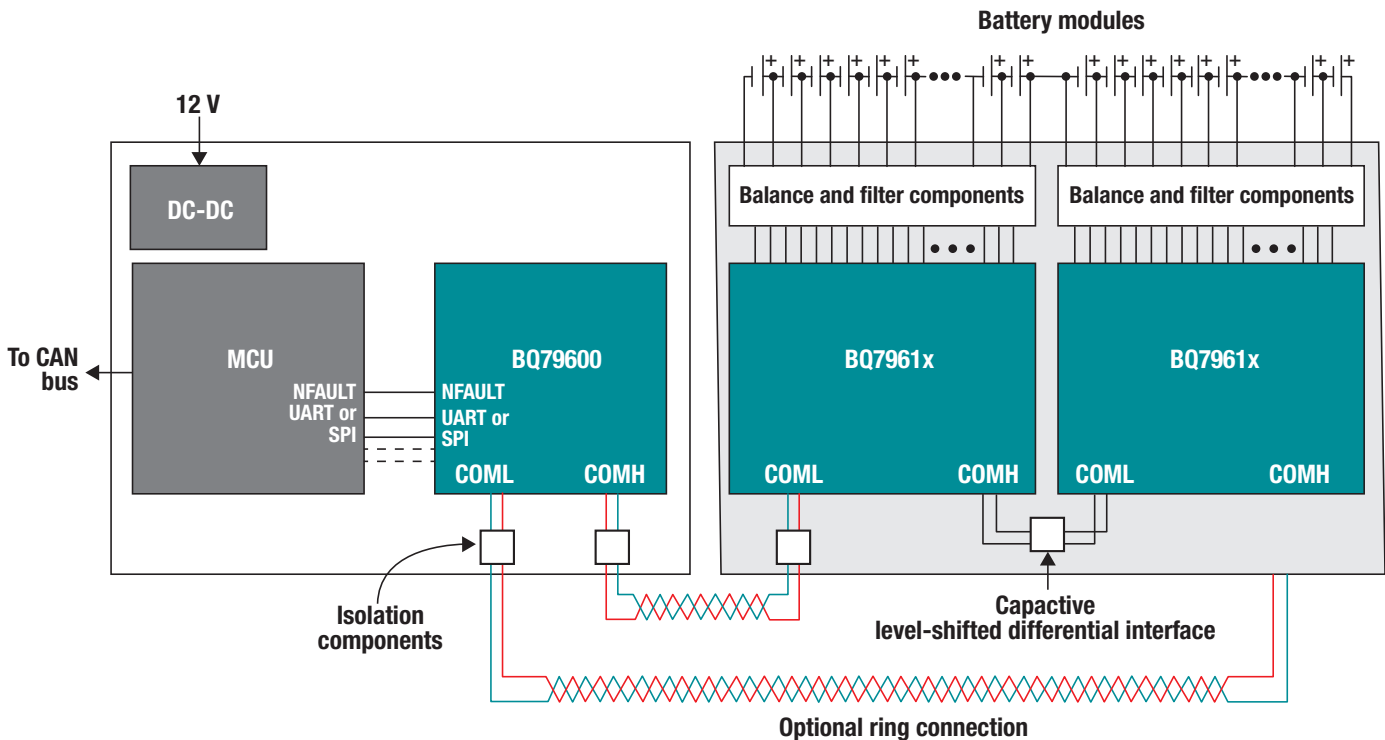 Battery modules
12 V
DC-DC
Balance and filter components
Balance and filter components
MCU
BQ79600
BQ7961x
BQ7961x
To CAN
bus
NFAULT
UART or
SPI
NFAULT
UART or
SPI
COML
COMH
COML
COMH
COML
COMH
Isolation
components
Capactive
level-shifted differential interface
Optional ring connection